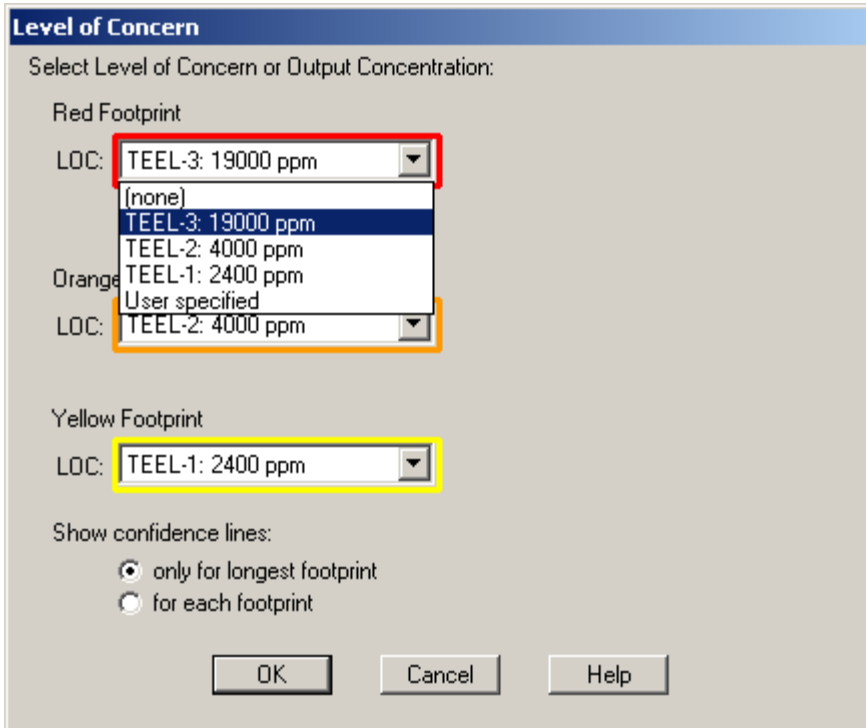 Level of Concern
Select Level of Concern or Output Concentration:
Red Footprint
LOC: TEEL-3: 19000 ppm
(none)
TEEL-3: 19000 ppm
TEEL-2: 4000 ppm
TEEL-1: 2400 ppm
User specified
Orange
LOC: TEEL-2: 4000 ppm
Yellow Footprint
LOC: TEEL-1: 2400 ppm
Show confidence lines:
only for longest footprint
for each footprint
OK Cancel Help